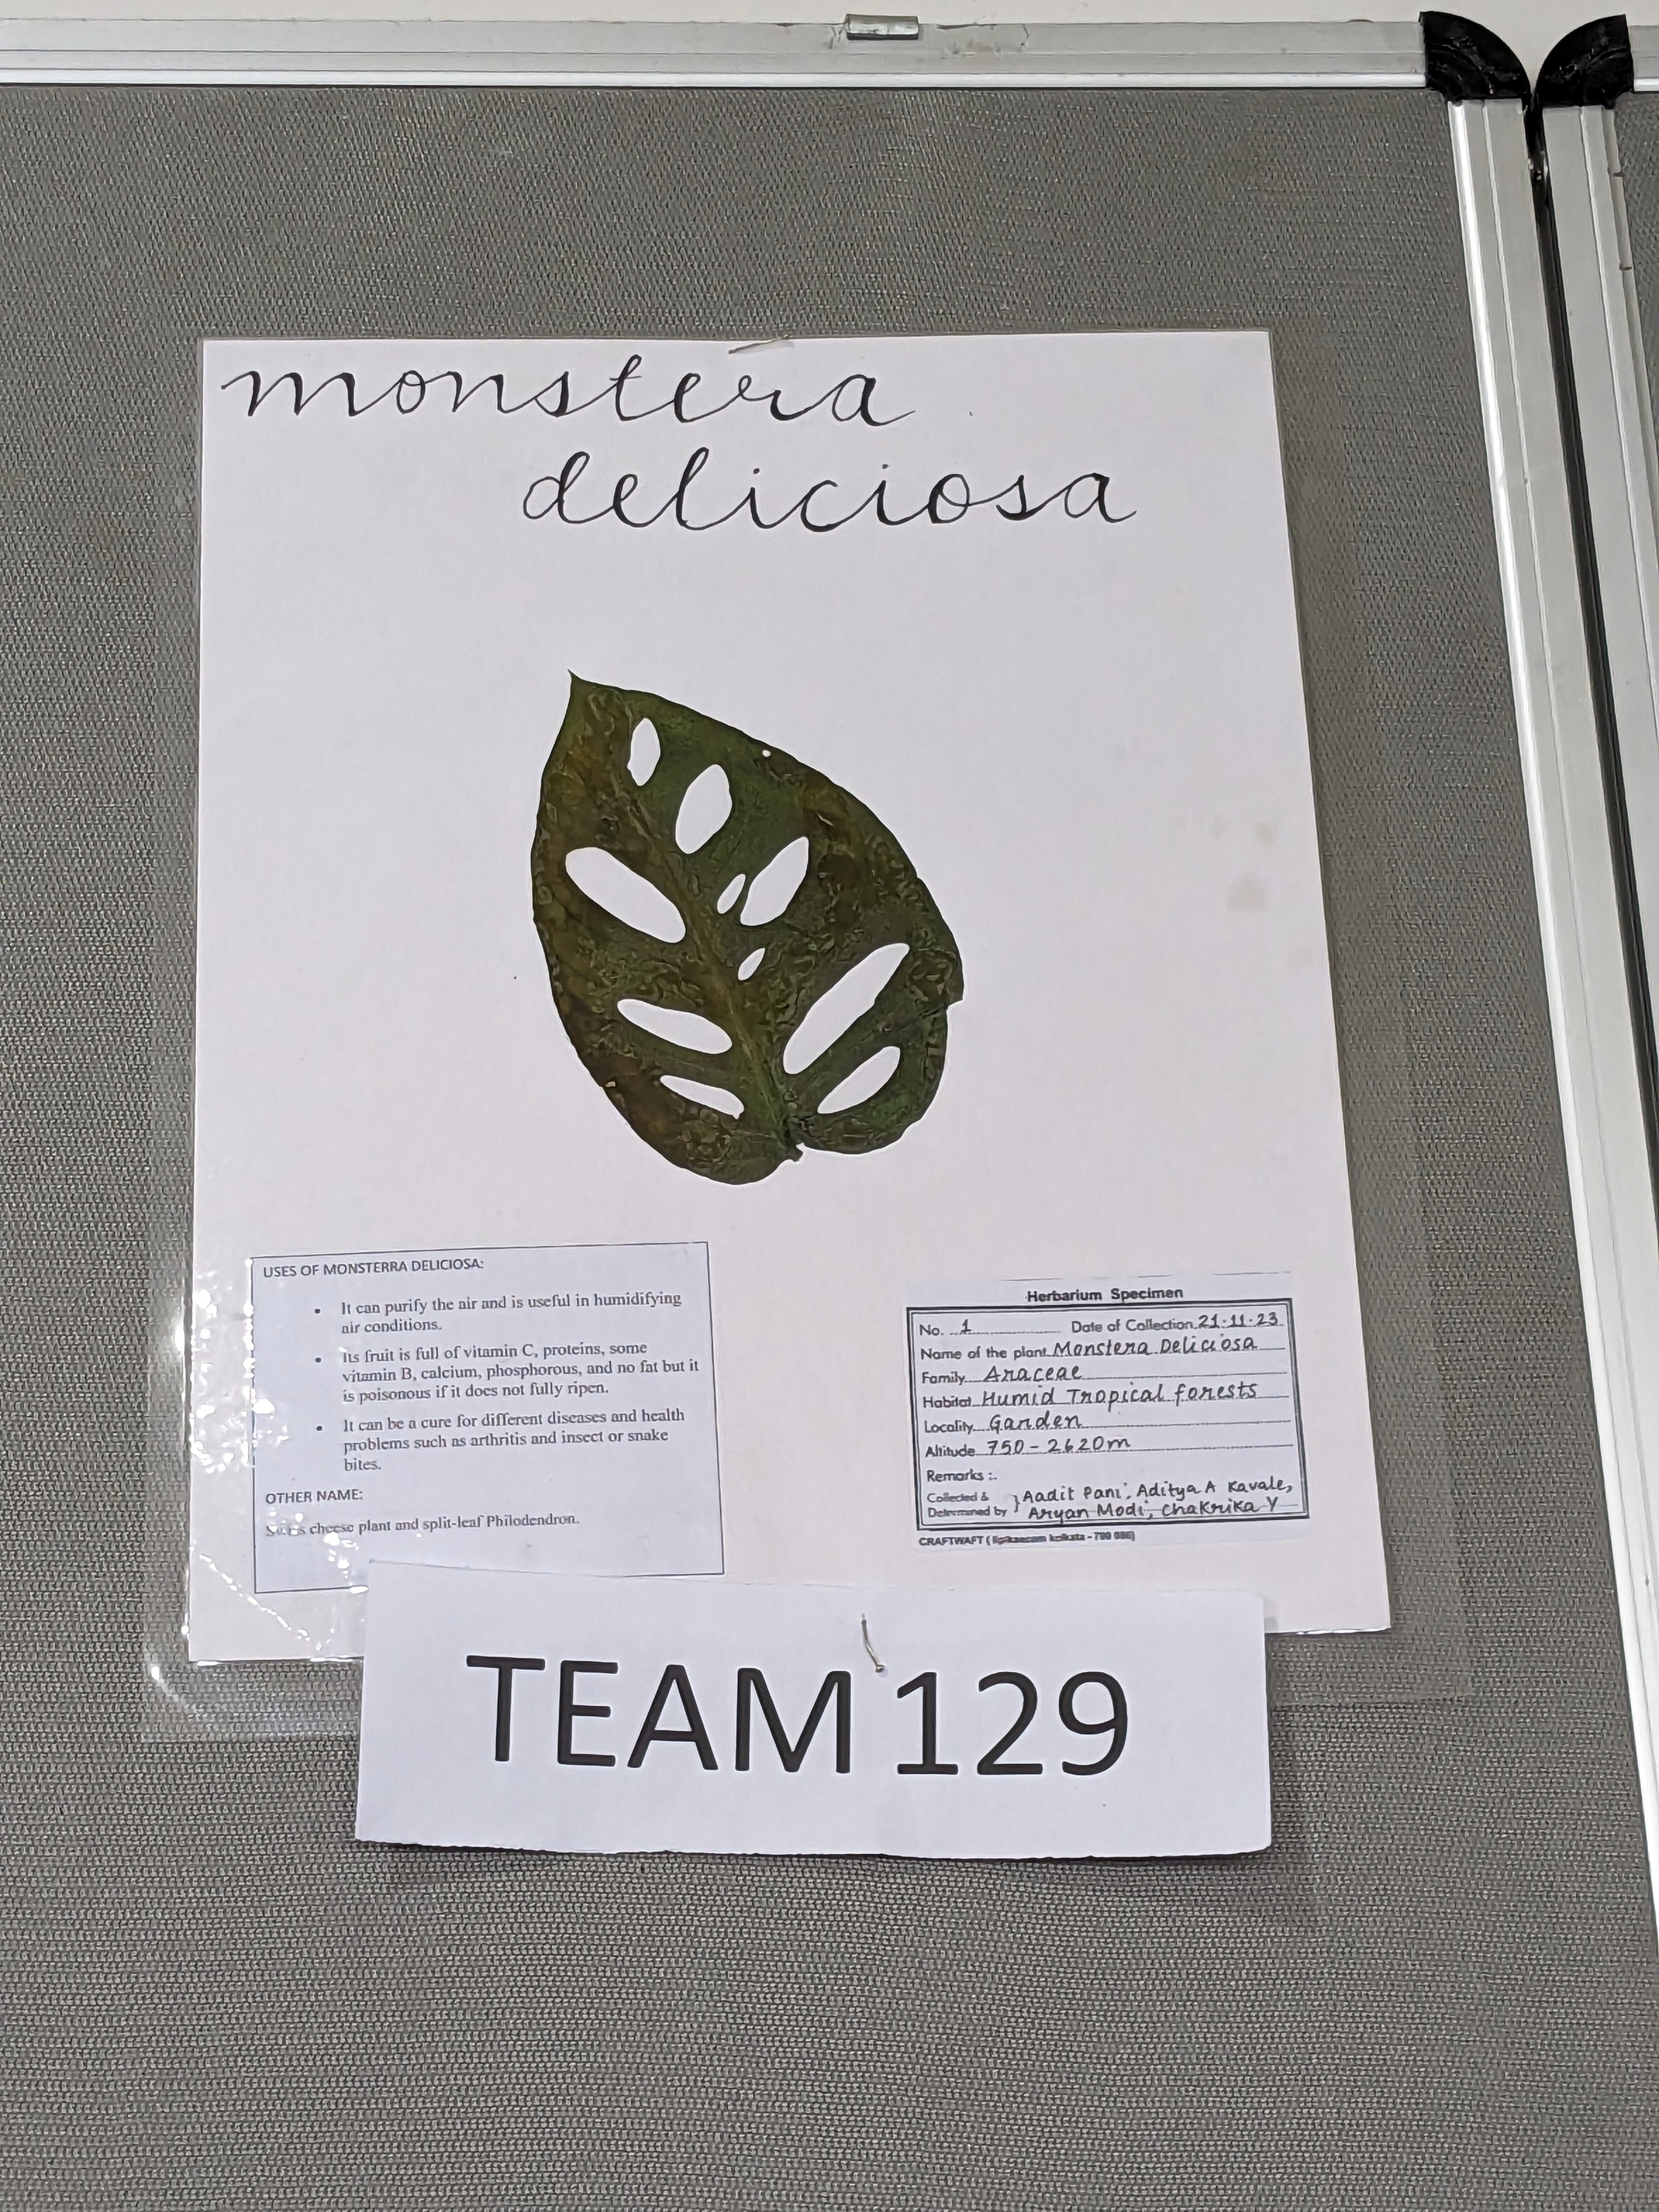 monstera
deliciosa
USES OF MONSTERRA DELICIOSA:
• It can purify the air and is useful in humidifying
air conditions.
• Its fruit is full of vitamin C, proteins, some
vitamin B, calcium, phosphorous, and no fat but it
is poisonous if it does not fully ripen.
• It can be a cure for different diseases and health
problems such as arthritis and insect or snake
bites.
OTHER NAME:
cheese plant and split-leaf Philodendron.
Herbarium Specimen
No. 1 Date of Collection 21.11.23
Name of the plant Monstera Deliciosa
Family Araceae
Habitat Humid Tropical forests
Locality Garden
Altitude 750-2620m
Remarks :.
Collected & Determined by } Aadit Pani, Aditya A Kavale,
Aryan Modi, Chakrika Y
CRAFTWAFT ( kolkata - 700 086)
TEAM 129